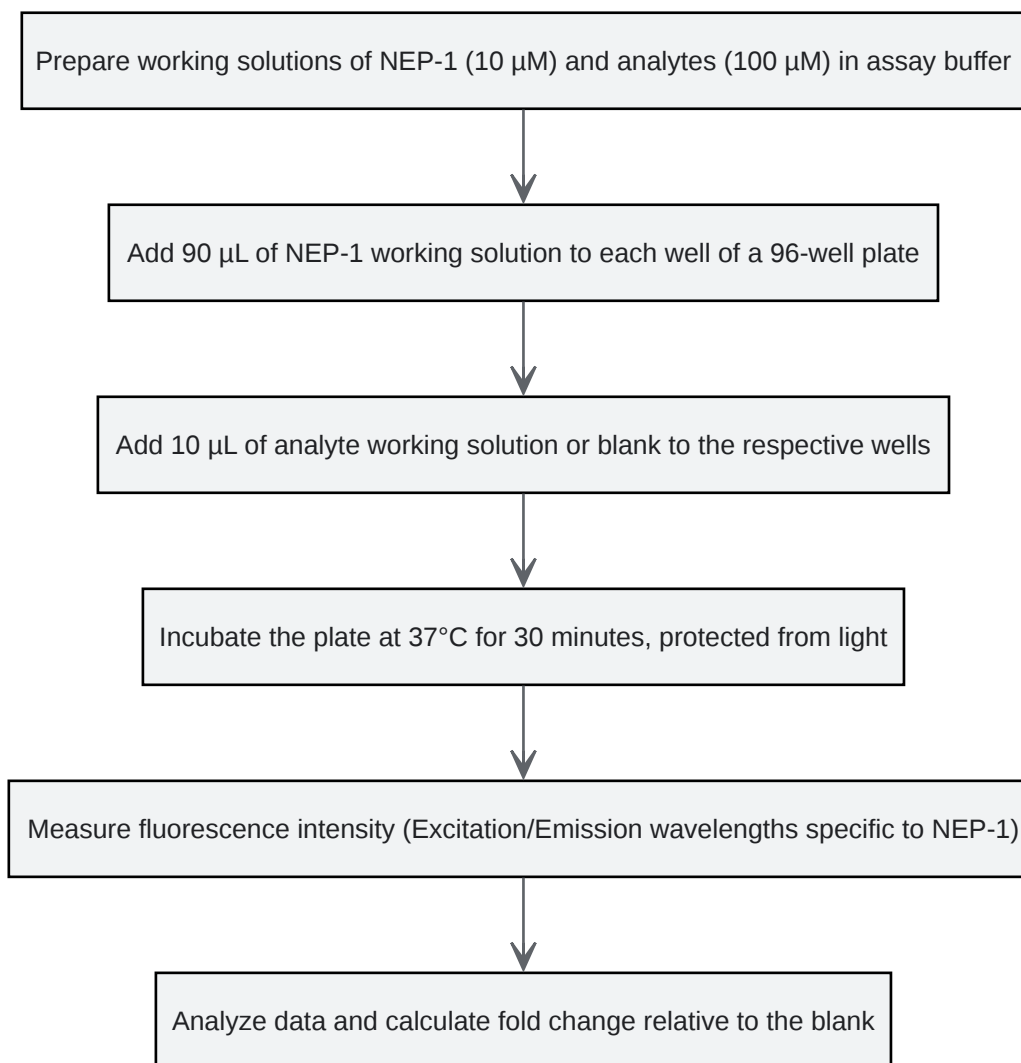 Prepare working solutions of NEP-1 (10 µM) and analytes (100 µM) in assay buffer
Add 90 µL of NEP-1 working solution to each well of a 96-well plate
Add 10 µL of analyte working solution or blank to the respective wells
Incubate the plate at 37°C for 30 minutes, protected from light
Measure fluorescence intensity (Excitation/Emission wavelengths specific to NEP-1)
Analyze data and calculate fold change relative to the blank